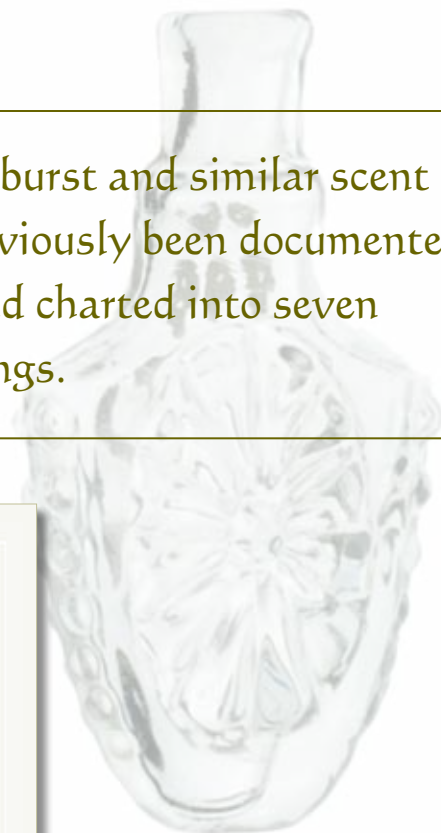 burst and similar scent
viously been documente
d charted into seven
ngs.